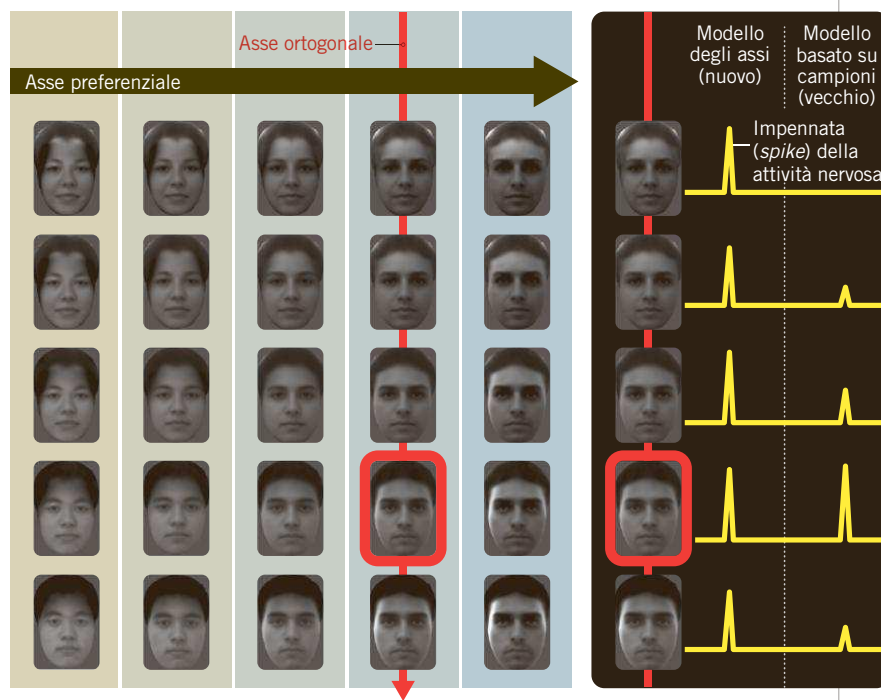 Asse ortogonale
Asse preferenziale
Modello
degli assi
(nuovo)
Modello
basato su
campioni
(vecchio)
Impennata
(spike) della
attività nervosa